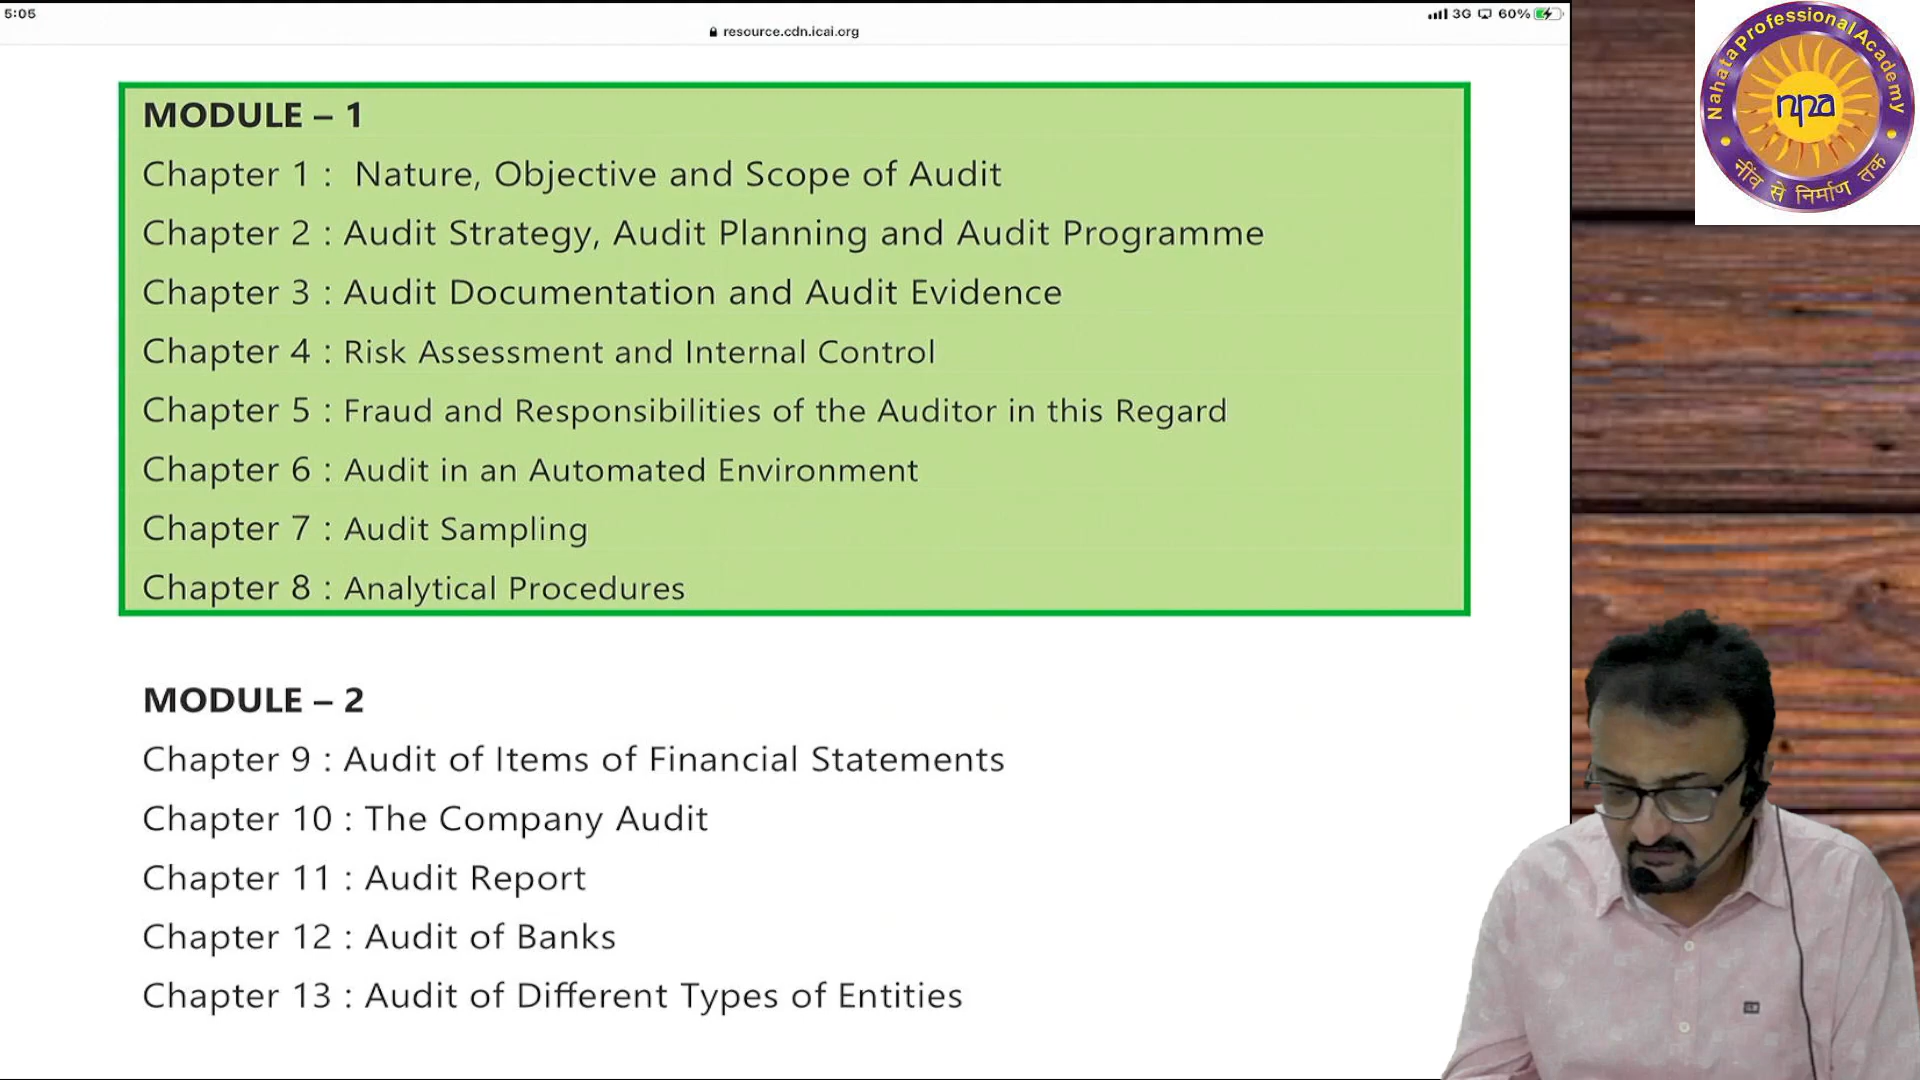 5:05
3G 60%
resource.cdn.icai.org
MODULE – 1
Chapter 1 : Nature, Objective and Scope of Audit
Chapter 2 : Audit Strategy, Audit Planning and Audit Programme
Chapter 3 : Audit Documentation and Audit Evidence
Chapter 4 : Risk Assessment and Internal Control
Chapter 5 : Fraud and Responsibilities of the Auditor in this Regard
Chapter 6 : Audit in an Automated Environment
Chapter 7 : Audit Sampling
Chapter 8 : Analytical Procedures
MODULE – 2
Chapter 9 : Audit of Items of Financial Statements
Chapter 10 : The Company Audit
Chapter 11 : Audit Report
Chapter 12 : Audit of Banks
Chapter 13 : Audit of Different Types of Entities
Nahata Professional Academy
npa
नींव से निर्माण तक